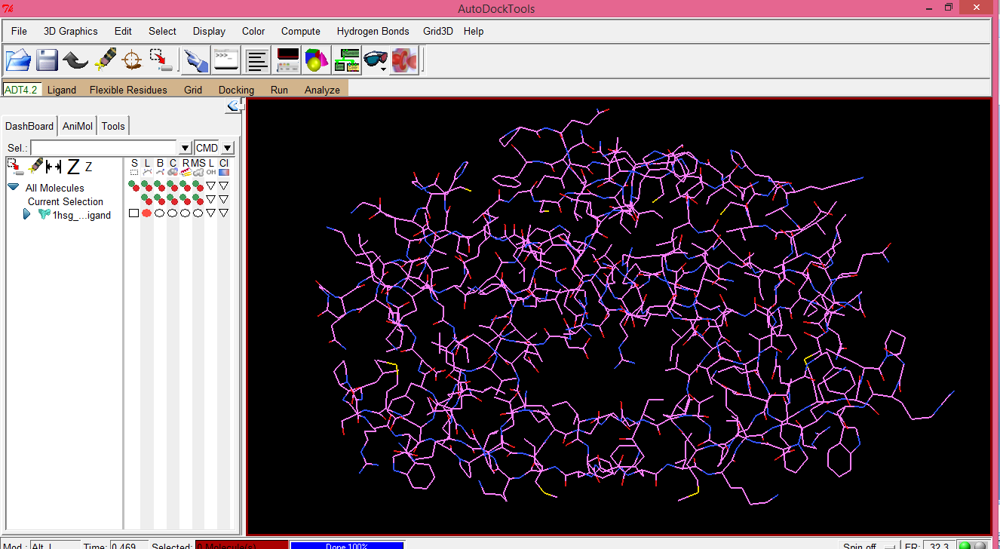 AutoDockTools
File 3D Graphics Edit Select Display Color Compute Hydrogen Bonds Grid3D Help
>>>_
ADT4.2 Ligand Flexible Residues Grid Docking Run Analyze
DashBoard AniMol Tools
Sel.: CMD
Z Z S L B C R MS L Cl
OH
All Molecules
Current Selection
1hsg_...igand
Mod.: Alt_L Time: 0.469 Selected: 0 Molecule(s) Done 100% Spin off FR: 32.3